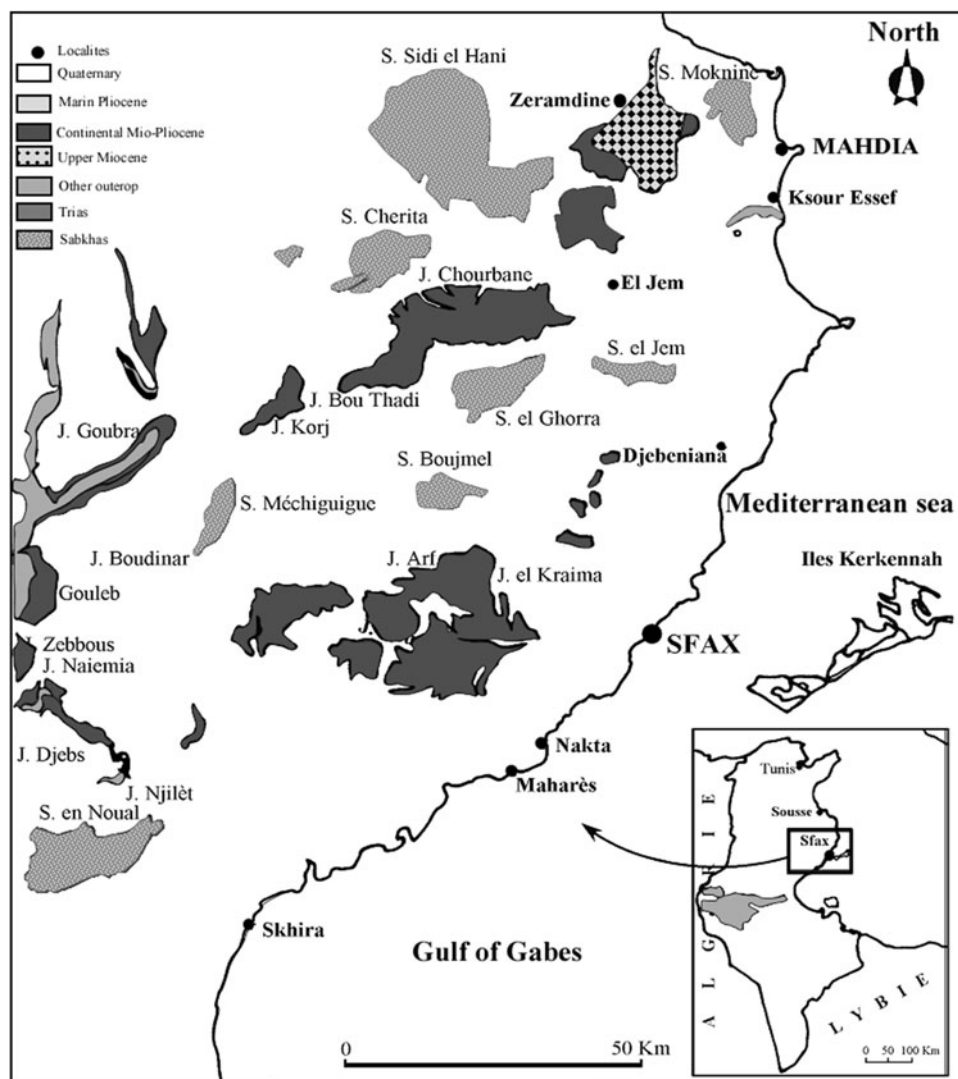 North
Localites
Quaternary
Marin Pliocene
Continental Mio-Pliocene
Upper Miocene
Other outerop
Trias
Sabkhas
S. Sidi el Hani
S. Moknine
Zeramdine
MAHDIA
Ksour Essef
S. Cherita
J. Chourbane
El Jem
S. el Jem
J. Bou Thadi
J. Korj
S. el Ghorra
J. Goubra
Djebeniana
S. Boujmel
S. Méchiguigue
Mediterranean sea
J. Boudinar
J. Arf
J. el Kraima
Iles Kerkennah
Gouleb
Zebbous
J. Naiemia
SFAX
J. Djebs
Nakta
Maharès
J. Njilèt
S. en Noual
Skhira
Gulf of Gabes
0 50 Km
Tunis
Sousse
Sfax
ALGERIE
LYBIE
0 50 100 Km